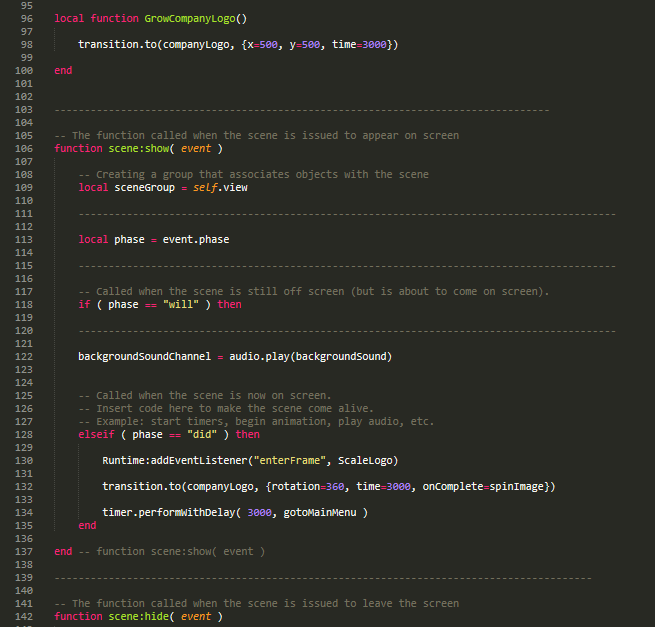 95
96 local function GrowCompanyLogo()
97
98 transition.to(companyLogo, {x=500, y=500, time=3000})
99
100 end
101
102
103 -----------------------------------------------------------------------------------
104
105 -- The function called when the scene is issued to appear on screen
106 function scene:show( event )
107
108 -- Creating a group that associates objects with the scene
109 local sceneGroup = self.view
110
111 ------------------------------------------------------------------------------------------
112
113 local phase = event.phase
114
115 ------------------------------------------------------------------------------------------
116
117 -- Called when the scene is still off screen (but is about to come on screen).
118 if ( phase == "will" ) then
119
120 ------------------------------------------------------------------------------------------
121
122 backgroundSoundChannel = audio.play(backgroundSound)
123
124
125 -- Called when the scene is now on screen.
126 -- Insert code here to make the scene come alive.
127 -- Example: start timers, begin animation, play audio, etc.
128 elseif ( phase == "did" ) then
129
130 Runtime:addEventListener("enterFrame", ScaleLogo)
131
132 transition.to(companyLogo, {rotation=360, time=3000, onComplete=spinImage})
133
134 timer.performWithDelay( 3000, gotoMainMenu )
135 end
136
137 end -- function scene:show( event )
138
139 ------------------------------------------------------------------------------------------
140
141 -- The function called when the scene is issued to leave the screen
142 function scene:hide( event )